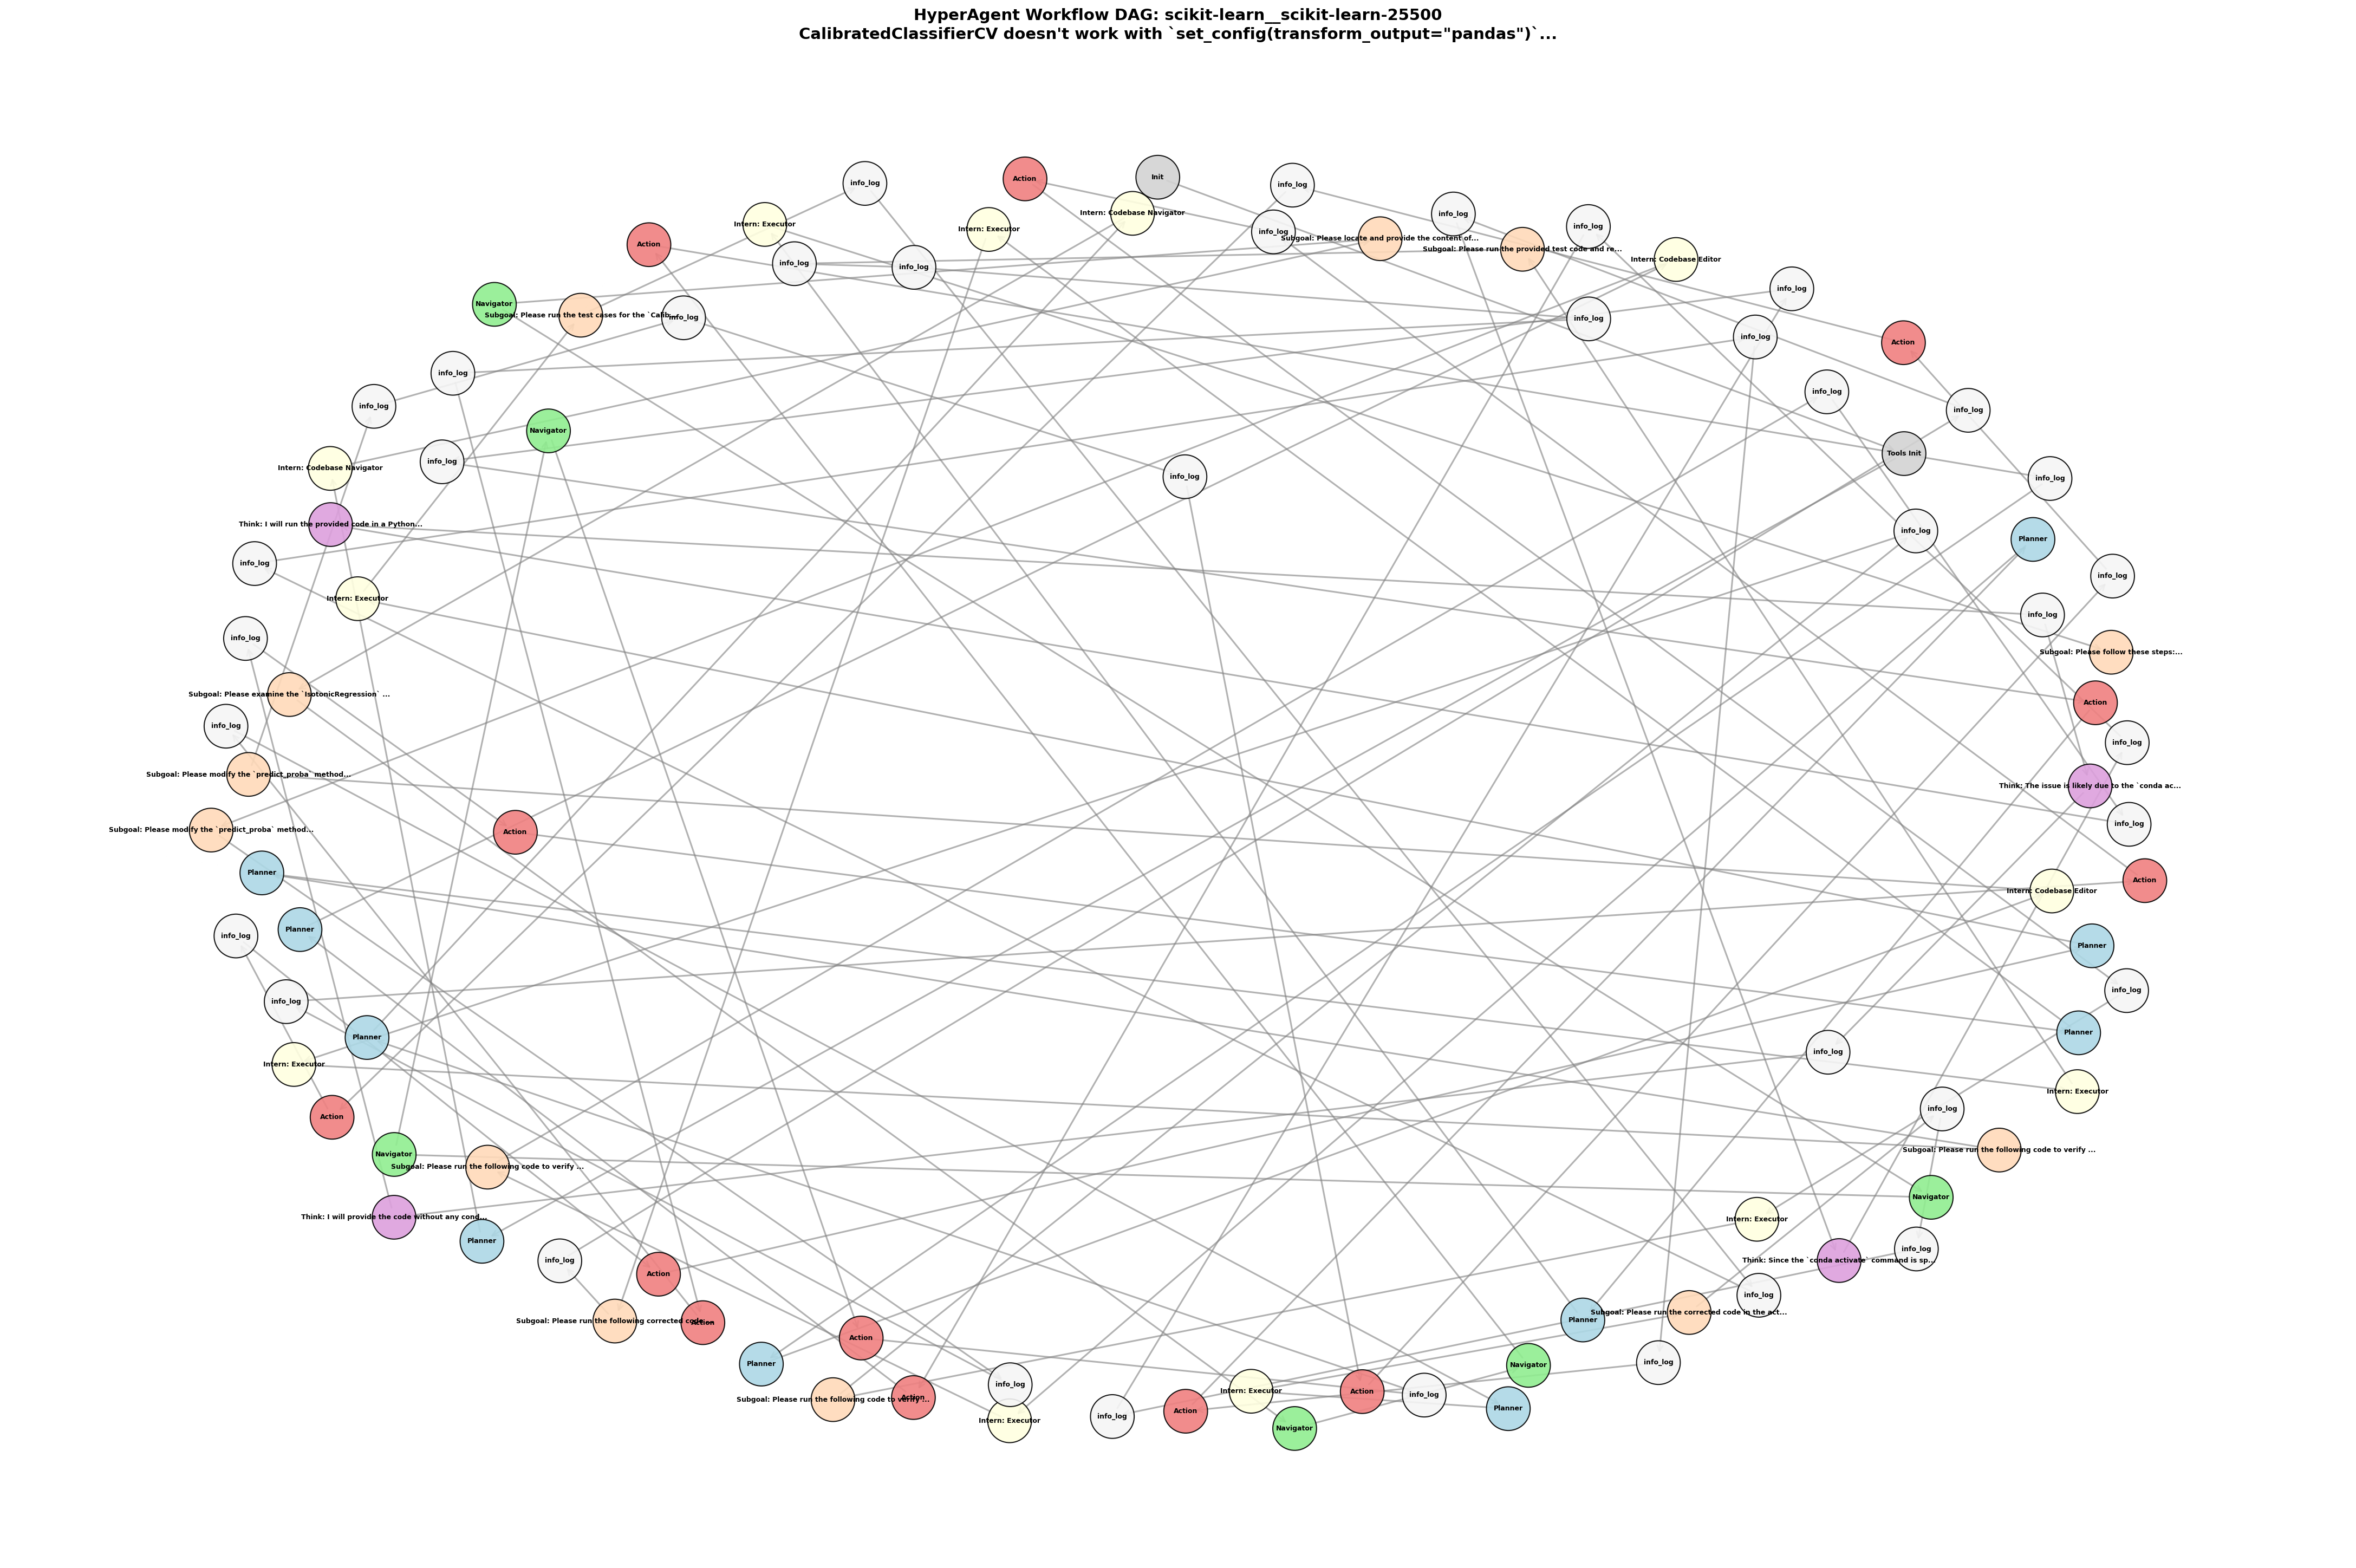 HyperAgent Workflow DAG: scikit-learn__scikit-learn-25500
CalibratedClassifierCV doesn't work with `set_config(transform_output="pandas")`...
Init
Action
info_log
info_log
Intern: Codebase Navigator
info_log
Intern: Executor
info_log
Intern: Executor
info_log
Subgoal: Please locate and provide the content of...
Action
Subgoal: Please run the provided test code and re...
Intern: Codebase Editor
info_log
info_log
info_log
Navigator
Subgoal: Please run the test cases for the `Calib...
info_log
info_log
info_log
Action
info_log
info_log
info_log
info_log
Navigator
Tools Init
info_log
Intern: Codebase Navigator
info_log
info_log
Think: I will run the provided code in a Python...
info_log
Planner
info_log
info_log
Intern: Executor
info_log
info_log
Subgoal: Please follow these steps:...
Subgoal: Please examine the `IsotonicRegression` ...
Action
info_log
info_log
Subgoal: Please modify the `predict_proba` method...
Think: The issue is likely due to the `conda ac...
info_log
Subgoal: Please modify the `predict_proba` method...
Action
Planner
Action
Intern: Codebase Editor
Planner
info_log
Planner
info_log
info_log
Planner
Planner
info_log
Intern: Executor
Intern: Executor
info_log
Action
Subgoal: Please run the following code to verify ...
Navigator
Subgoal: Please run the following code to verify ...
Navigator
Think: I will provide the code without any cond...
Intern: Executor
Planner
info_log
info_log
Think: Since the `conda activate` command is sp...
Action
info_log
Subgoal: Please run the corrected code in the act...
Planner
Subgoal: Please run the following corrected code...
Action
Action
info_log
Planner
Navigator
info_log
Intern: Executor
Action
info_log
Action
Subgoal: Please run the following code to verify ...
Planner
Action
info_log
Intern: Executor
Navigator